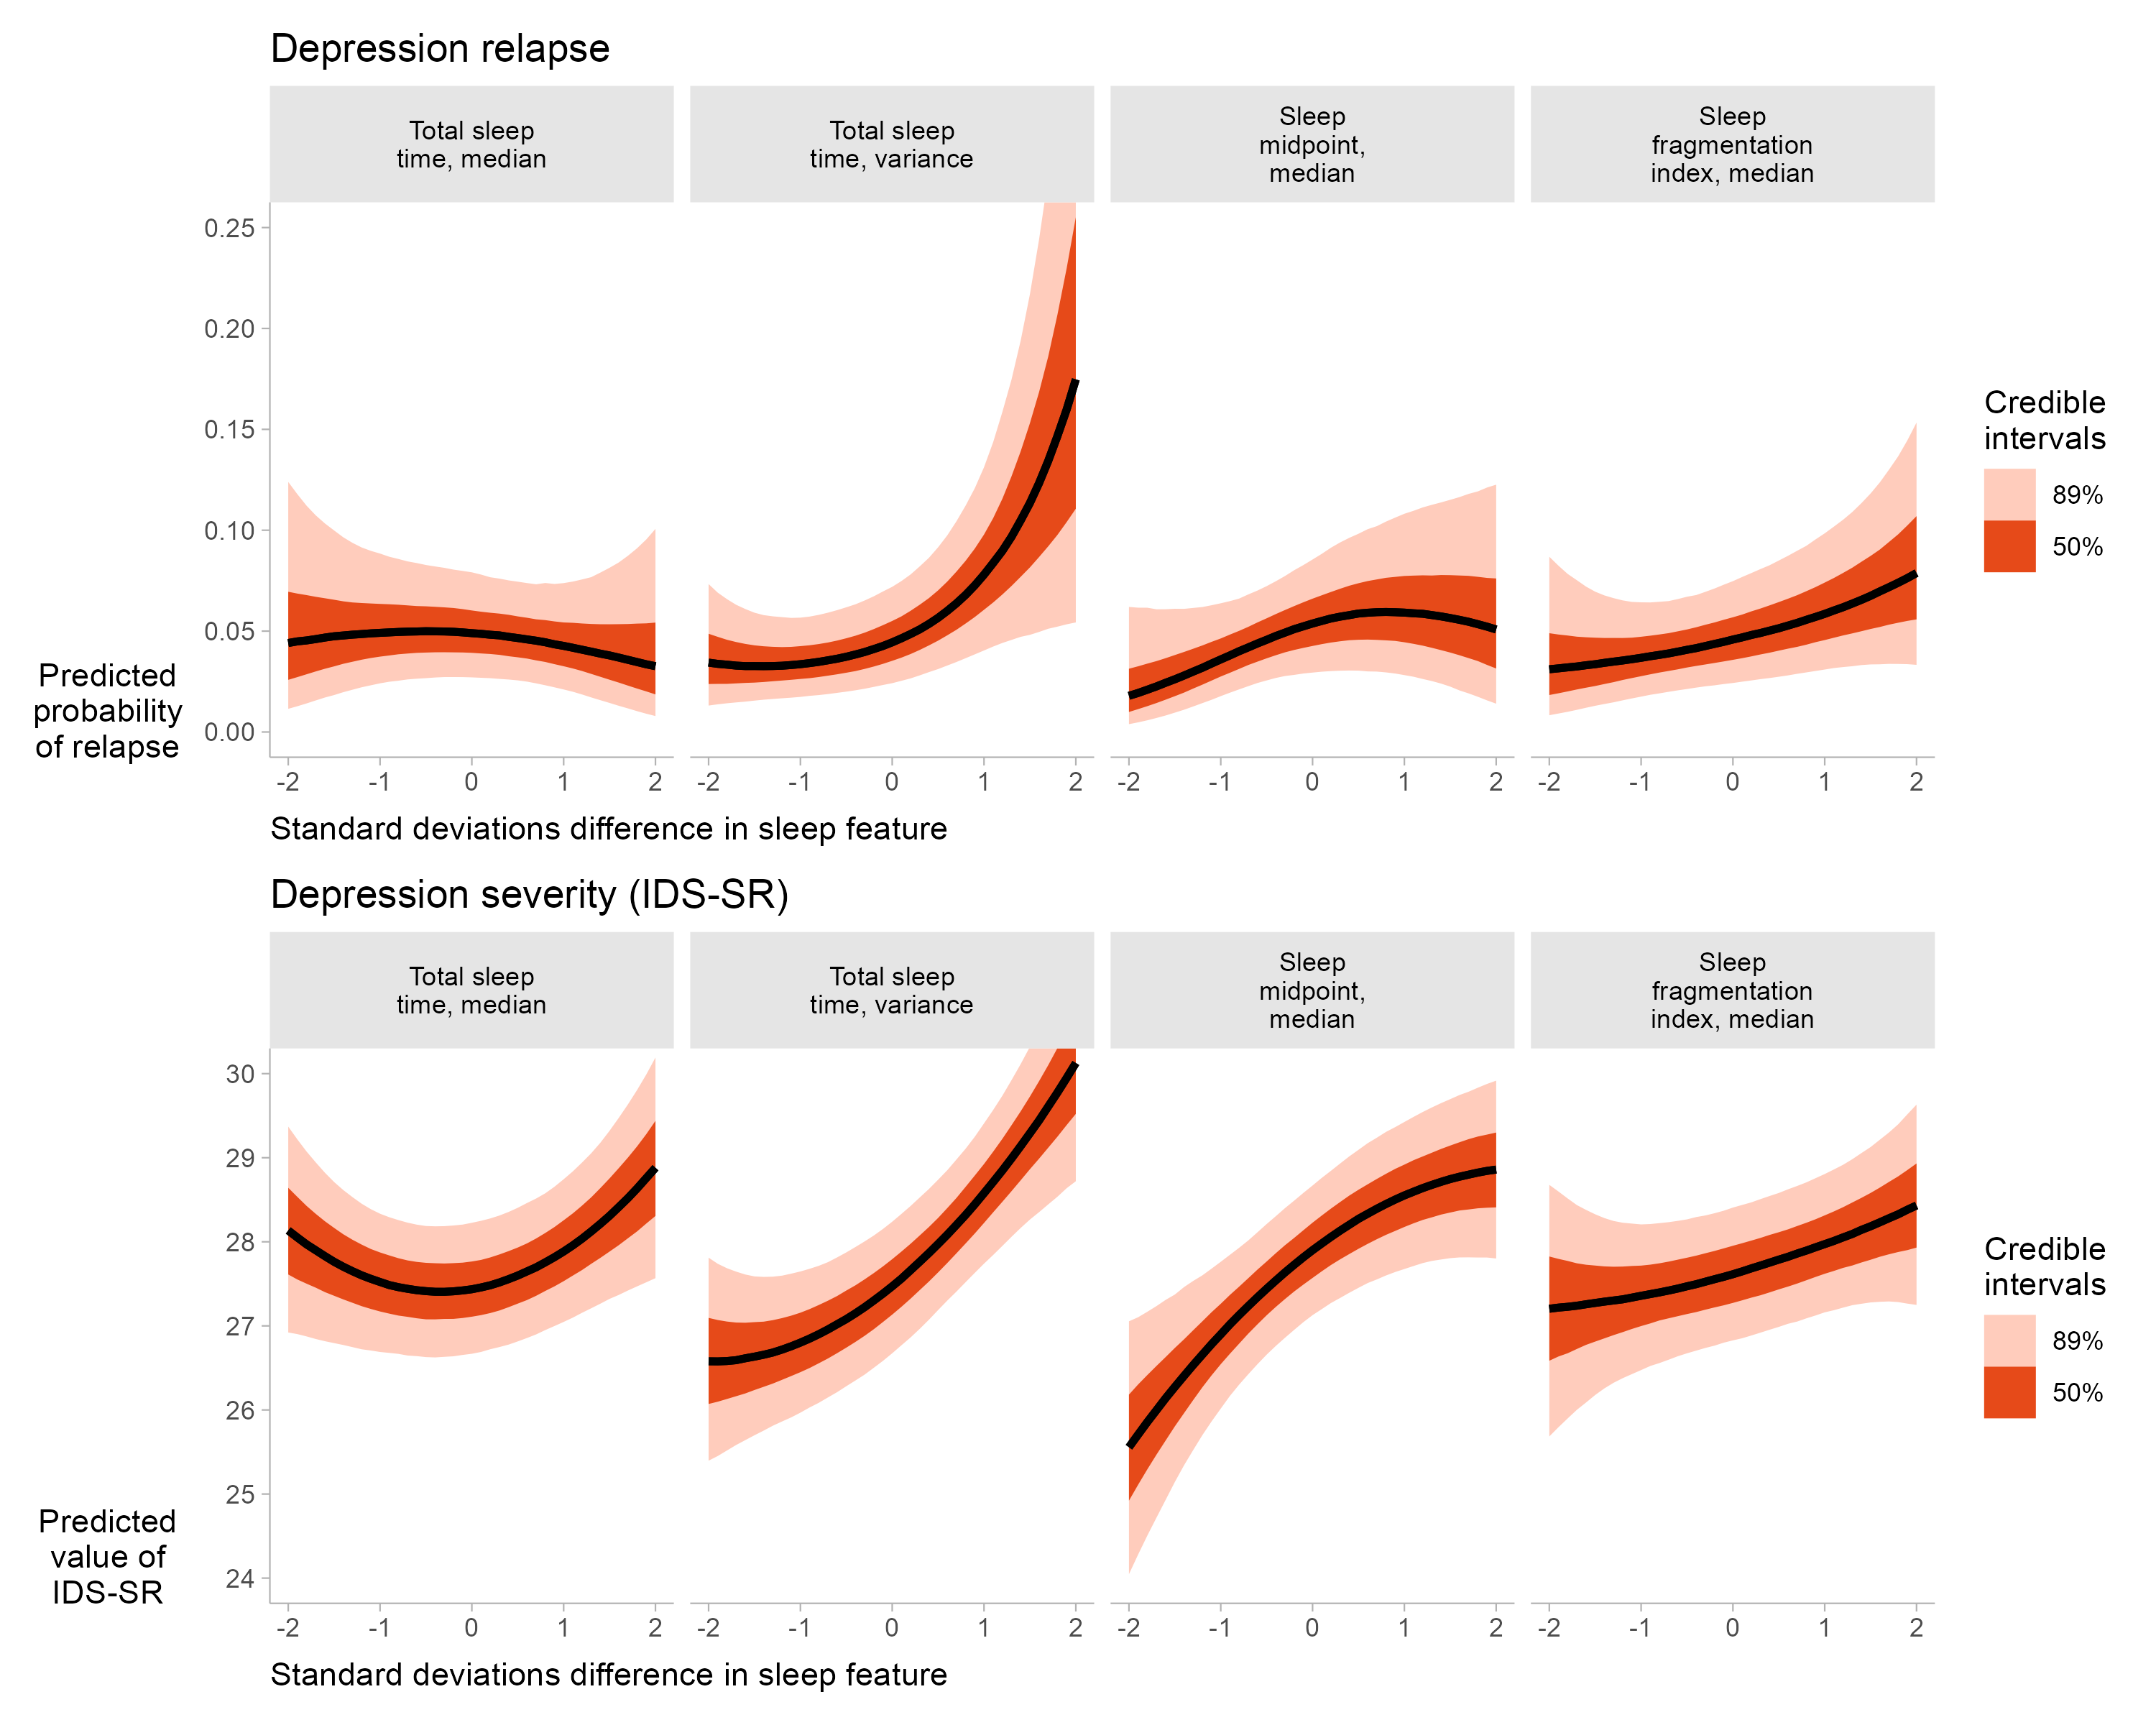 Depression relapse
Total sleep
time, median
Total sleep
time, variance
Sleep
midpoint,
median
Sleep
fragmentation
index, median
0.25
0.20
0.15
0.10
0.05
0.00
Predicted
probability
of relapse
-2 -1 0 1 2
-2 -1 0 1 2
-2 -1 0 1 2
-2 -1 0 1 2
Standard deviations difference in sleep feature
Credible
intervals
89%
50%
Depression severity (IDS-SR)
Total sleep
time, median
Total sleep
time, variance
Sleep
midpoint,
median
Sleep
fragmentation
index, median
30
29
28
27
26
25
24
Predicted
value of
IDS-SR
-2 -1 0 1 2
-2 -1 0 1 2
-2 -1 0 1 2
-2 -1 0 1 2
Standard deviations difference in sleep feature
Credible
intervals
89%
50%